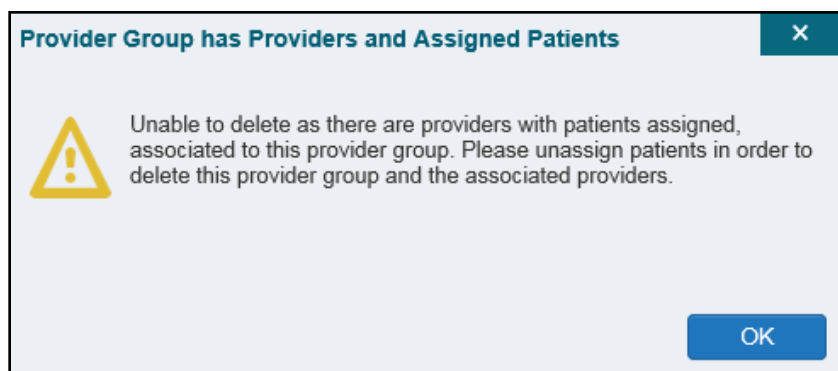 Provider Group has Providers and Assigned Patients
Unable to delete as there are providers with patients assigned,
associated to this provider group. Please unassign patients in order to
delete this provider group and the associated providers.
OK